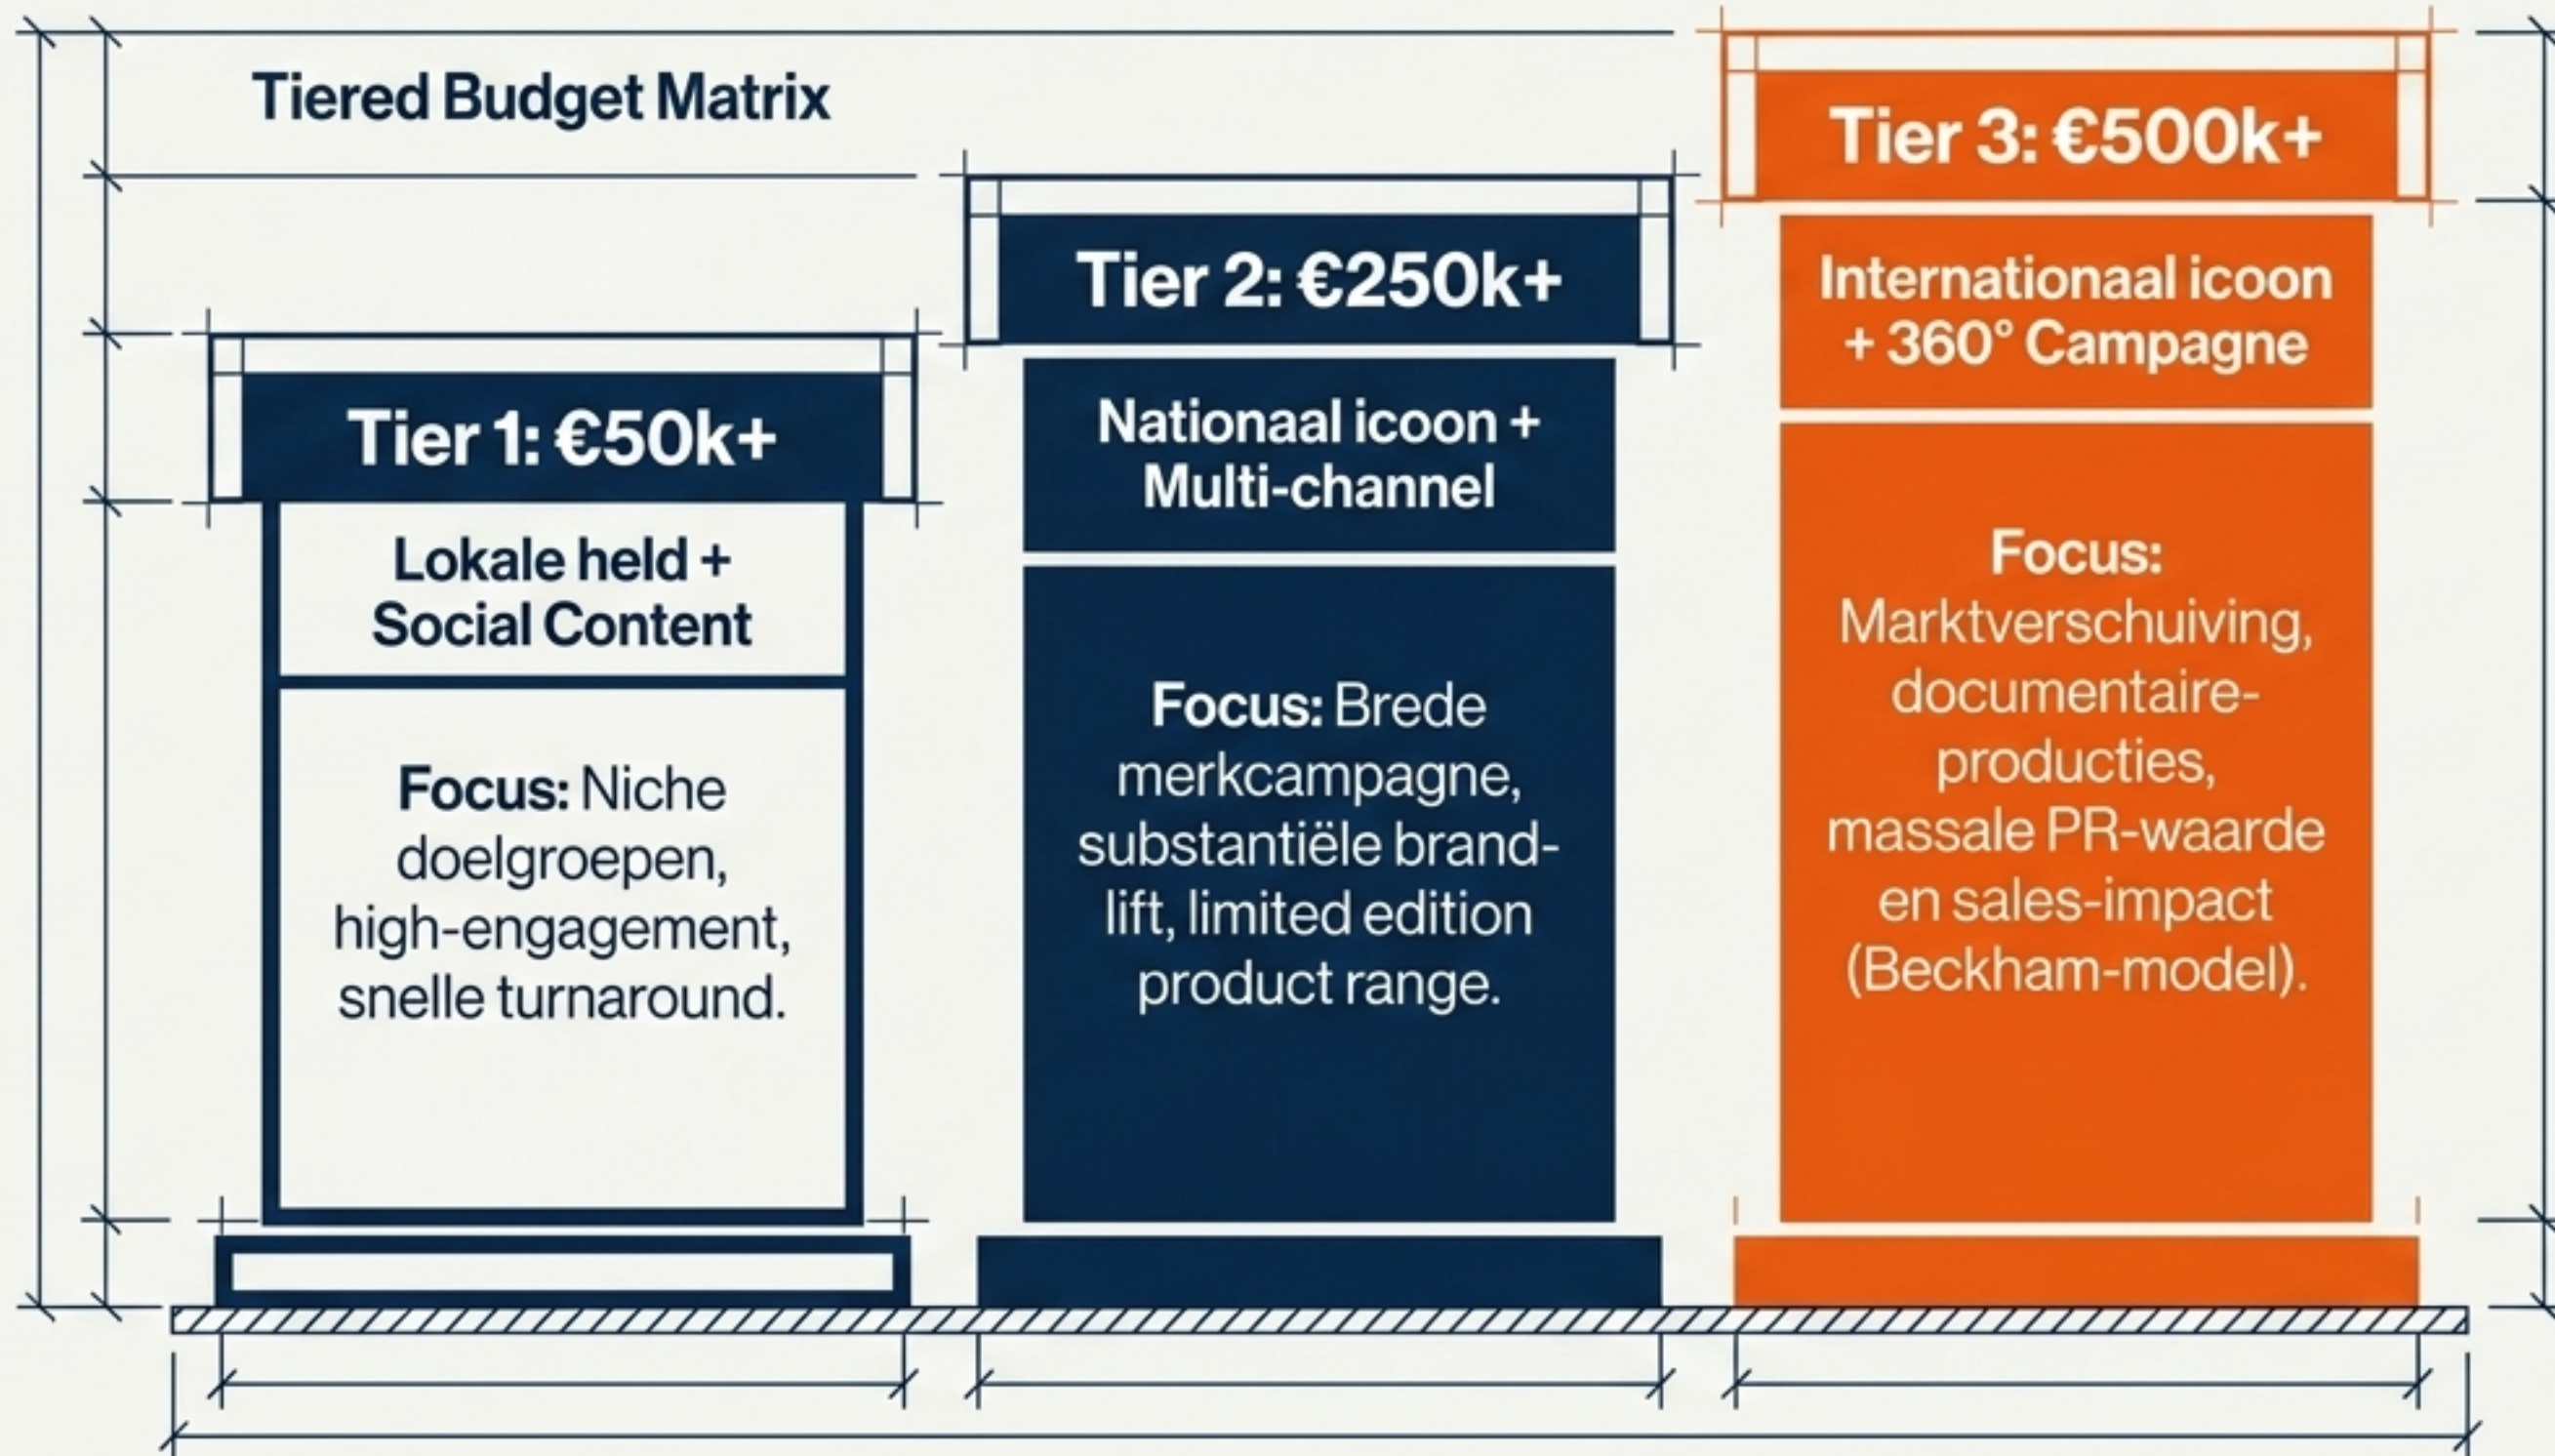 Tiered Budget Matrix
Tier 1: €50k+
Lokale held +
Social Content
Focus: Niche
doelgroepen,
high-engagement,
snelle turnaround.
Tier 2: €250k+
Nationaal icoon +
Multi-channel
Focus: Brede
merkcampagne,
substantiële brand-
lift, limited edition
product range.
Tier 3: €500k+
Internationaal icoon
+ 360° Campagne
Focus:
Marktverschuiving,
documentaire-
producties,
massale PR-waarde
en sales-impact
(Beckham-model).